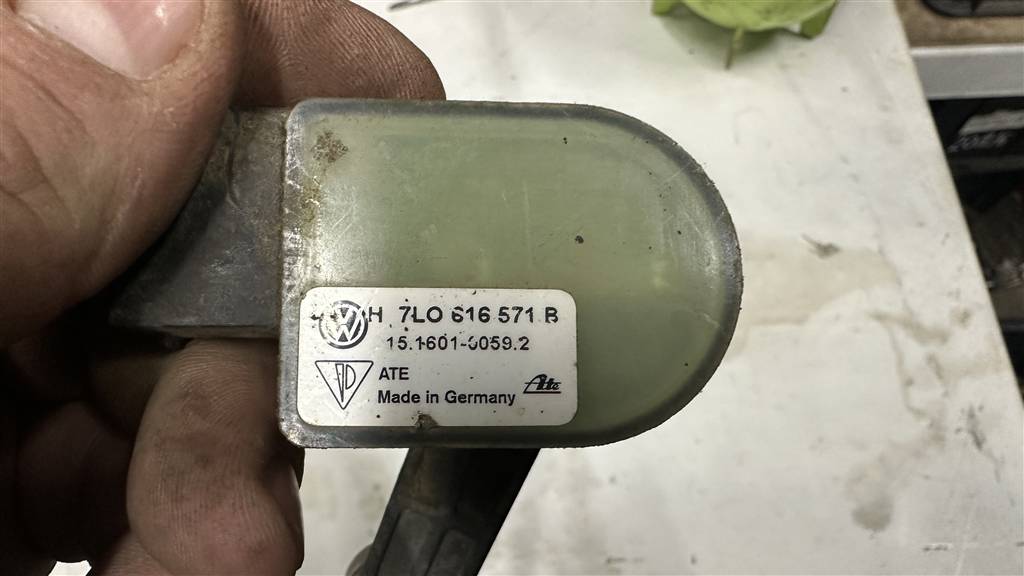 H 7L0 616 571 B
15.1601-0059.2
ATE
Made in Germany
Ate